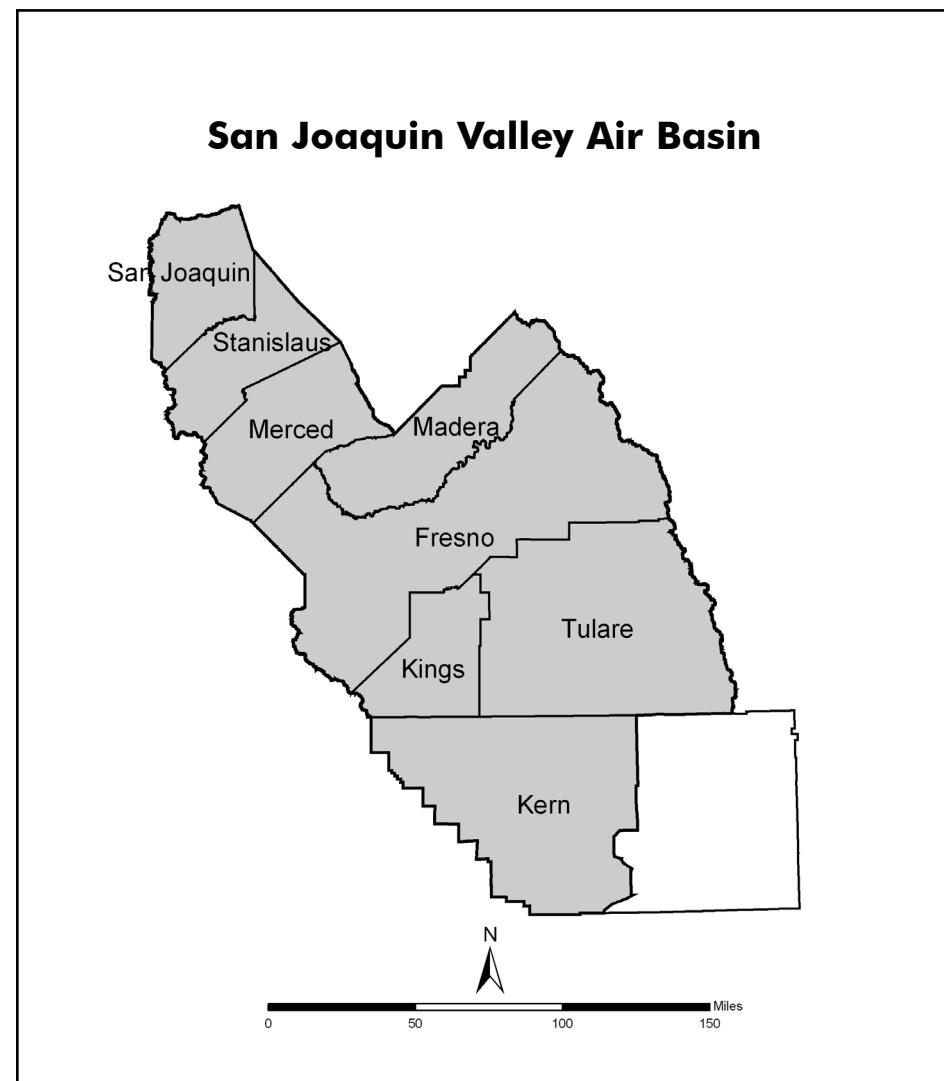 San Joaquin Valley Air Basin
San Joaquin
Stanislaus
Merced
Madera
Fresno
Tulare
Kings
Kern
N
Miles
0 50 100 150